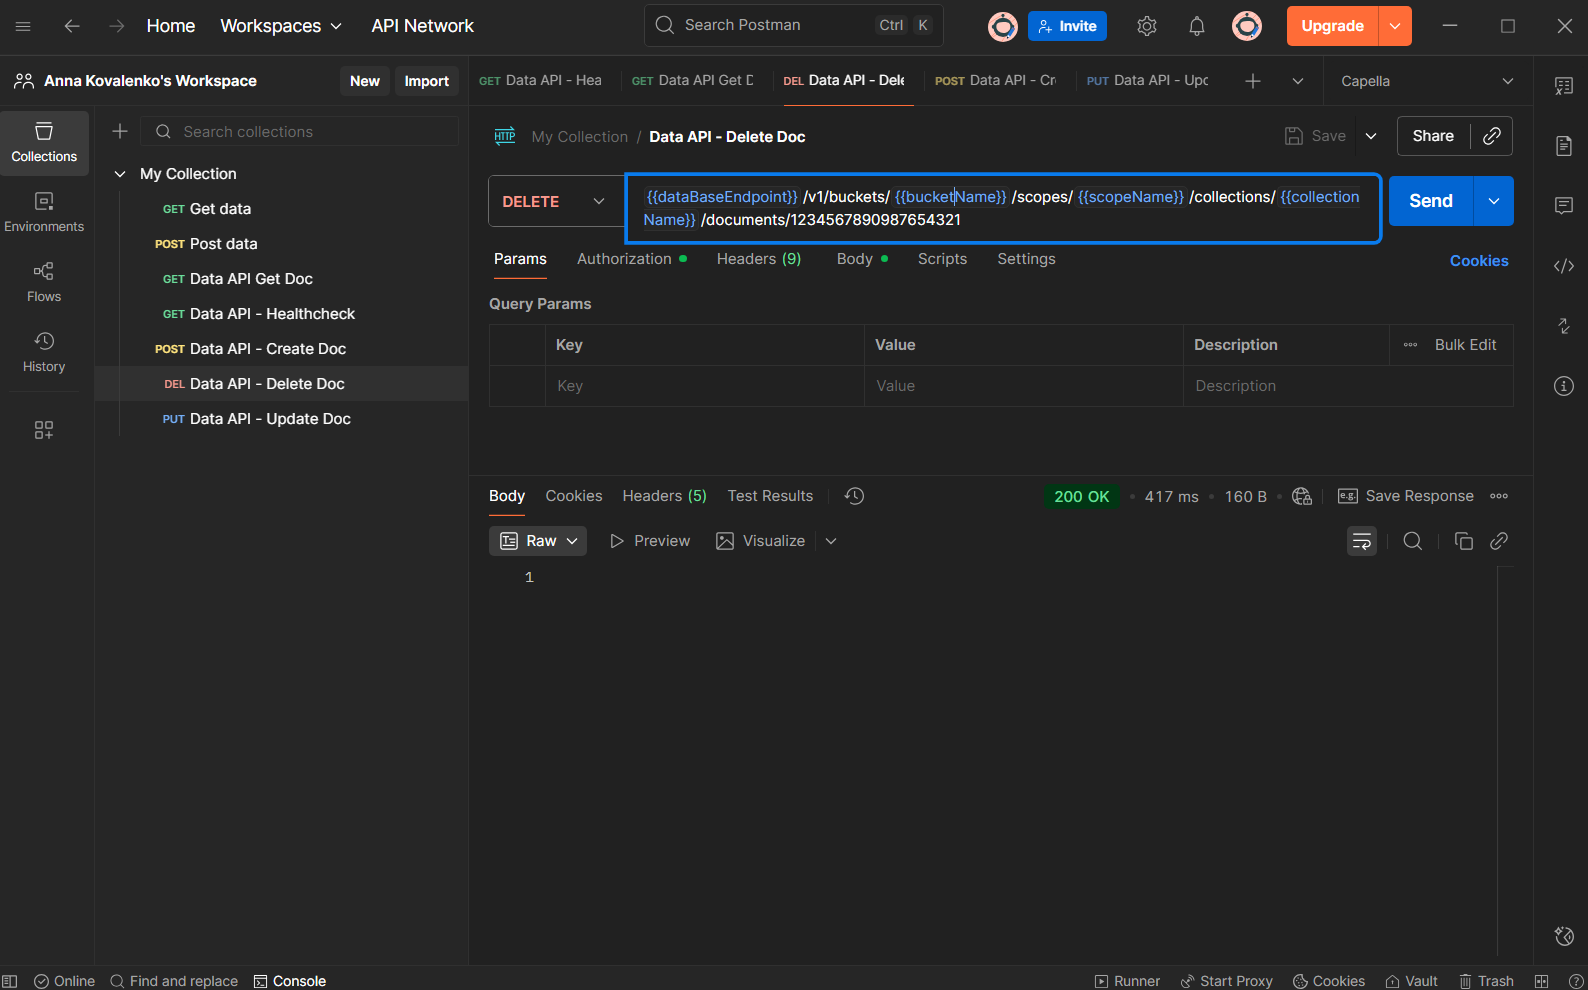 Home Workspaces API Network Search Postman Ctrl K Invite Upgrade
Anna Kovalenko's Workspace New Import GET Data API - Hea GET Data API Get D DEL Data API - Dele POST Data API - Cr PUT Data API - Upd Capella
Collections
Environments
Flows
History
Search collections
My Collection
GET Get data
POST Post data
GET Data API Get Doc
GET Data API - Healthcheck
POST Data API - Create Doc
DEL Data API - Delete Doc
PUT Data API - Update Doc
HTTP My Collection / Data API - Delete Doc Save Share
DELETE {{dataBaseEndpoint}} /v1/buckets/ {{bucketName}} /scopes/ {{scopeName}} /collections/ {{collection
Name}} /documents/1234567890987654321
Send
Params Authorization Headers (9) Body Scripts Settings Cookies
Query Params
Key Value Description Bulk Edit
Key Value Description
Body Cookies Headers (5) Test Results 200 OK 417 ms 160 B e.g. Save Response
Raw Preview Visualize
1
Online Find and replace Console Runner Start Proxy Cookies Vault Trash